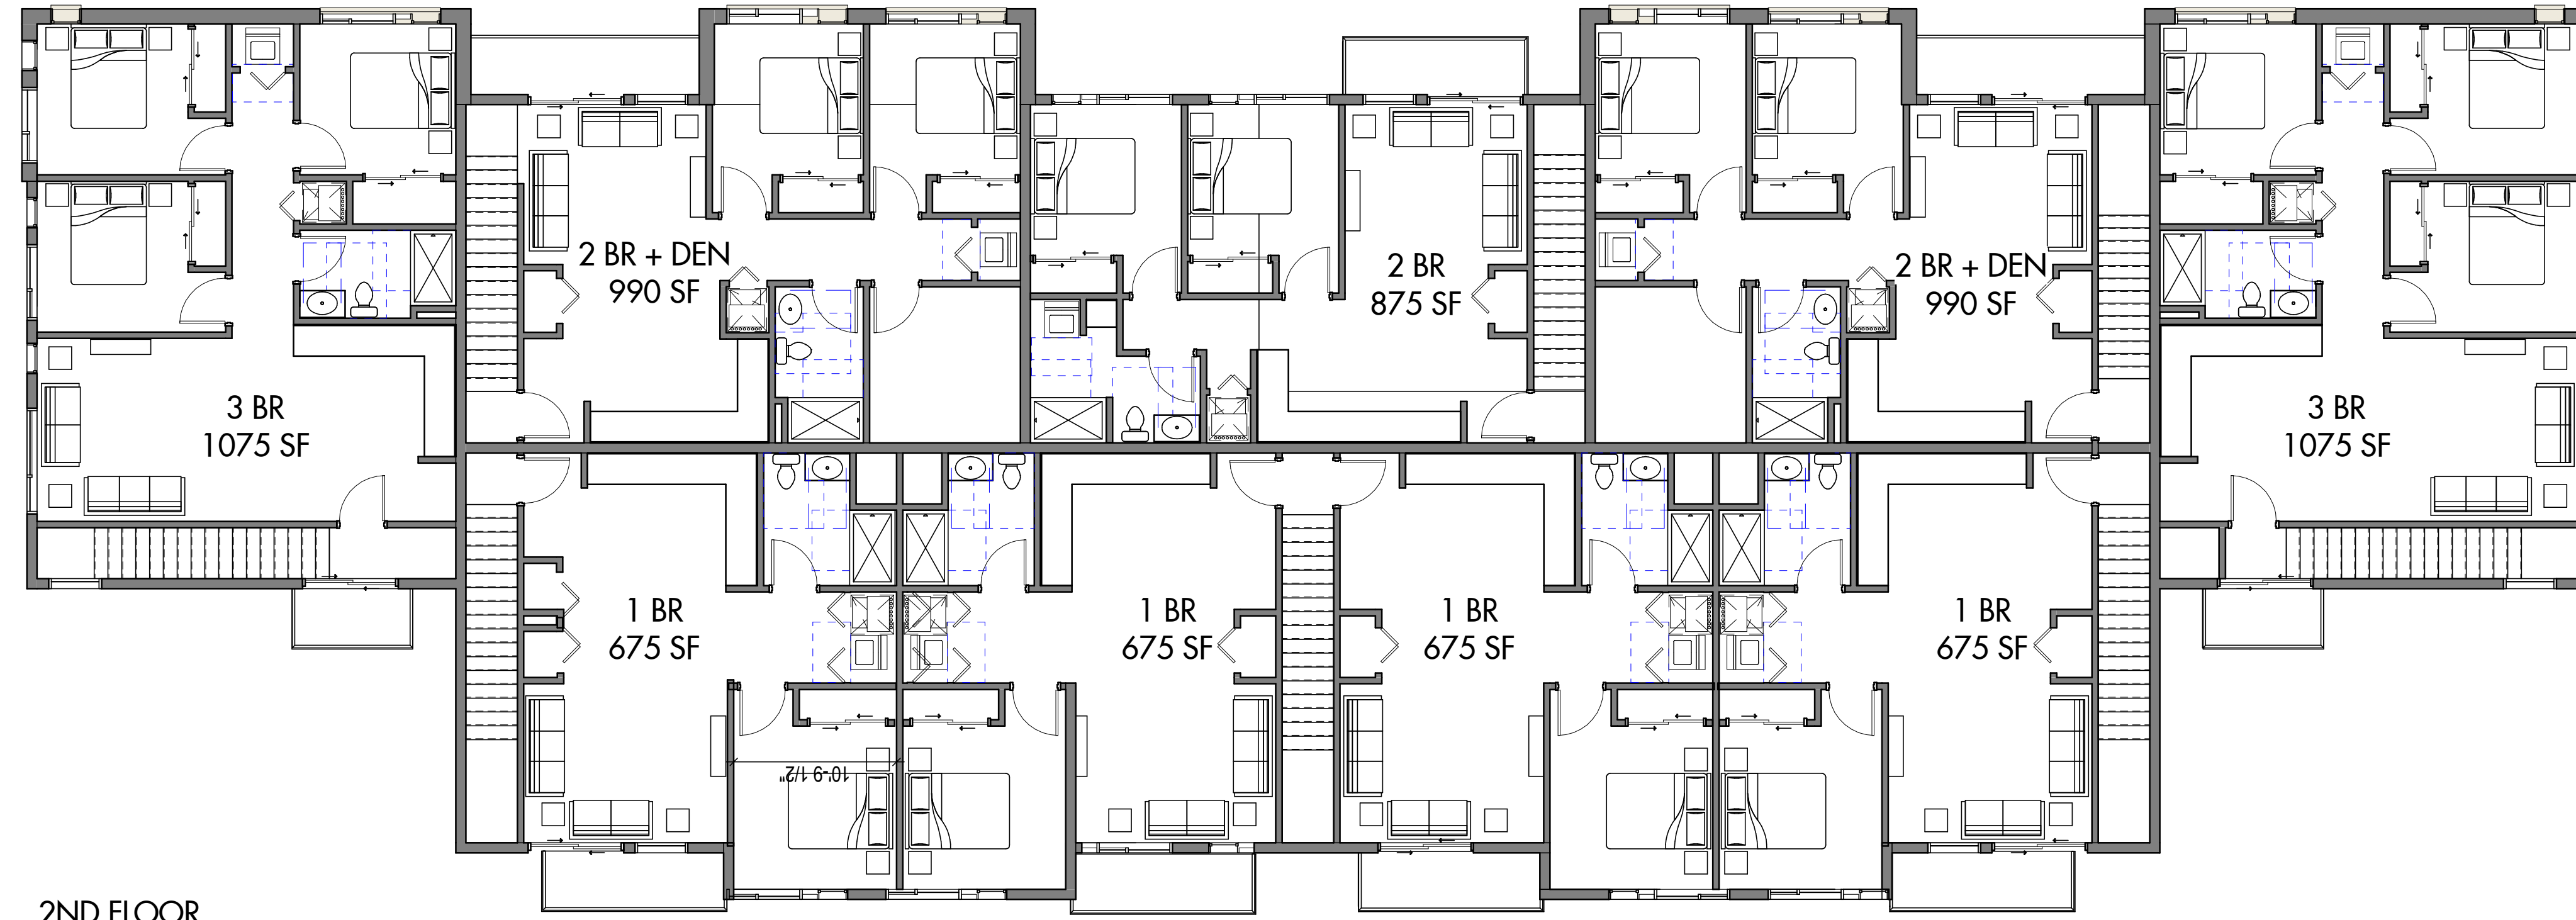 2 BR + DEN
990 SF
2 BR
875 SF
2 BR + DEN
990 SF
3 BR
1075 SF
3 BR
1075 SF
1 BR
675 SF
1 BR
675 SF
1 BR
675 SF
1 BR
675 SF
10'-9 1/2"
2ND FLOOR